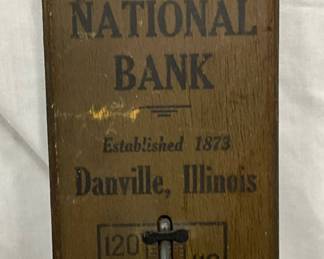 NATIONAL
BANK
Established 1873
Danville, Illinois
120